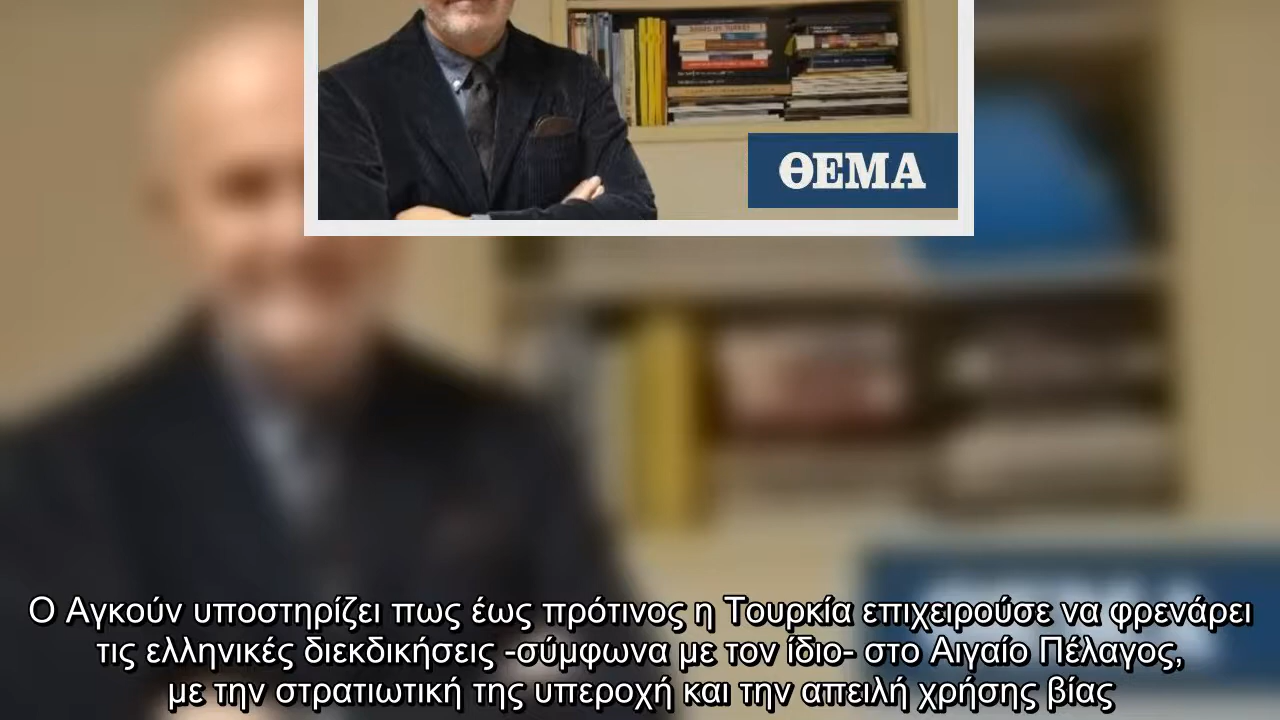 ΘΕΜΑ
Ο Αγκούν υποστηρίζει πως έως πρότινος η Τουρκία επιχειρούσε να φρενάρει
τις ελληνικές διεκδικήσεις -σύμφωνα με τον ίδιο- στο Αιγαίο Πέλαγος,
με την στρατιωτική της υπεροχή και την απειλή χρήσης βίας